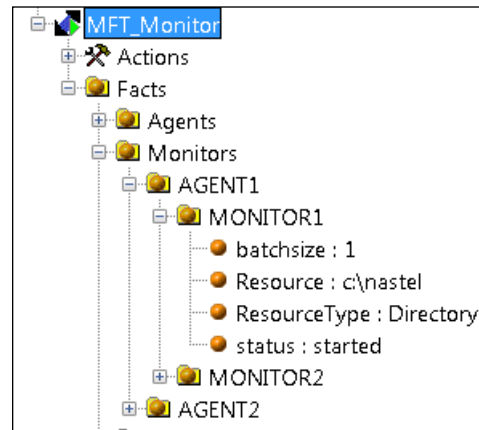 MFT_Monitor
Actions
Facts
Agents
Monitors
AGENT1
MONITOR1
batchsize : 1
Resource : c:\nastel
ResourceType : Directory
status : started
MONITOR2
AGENT2